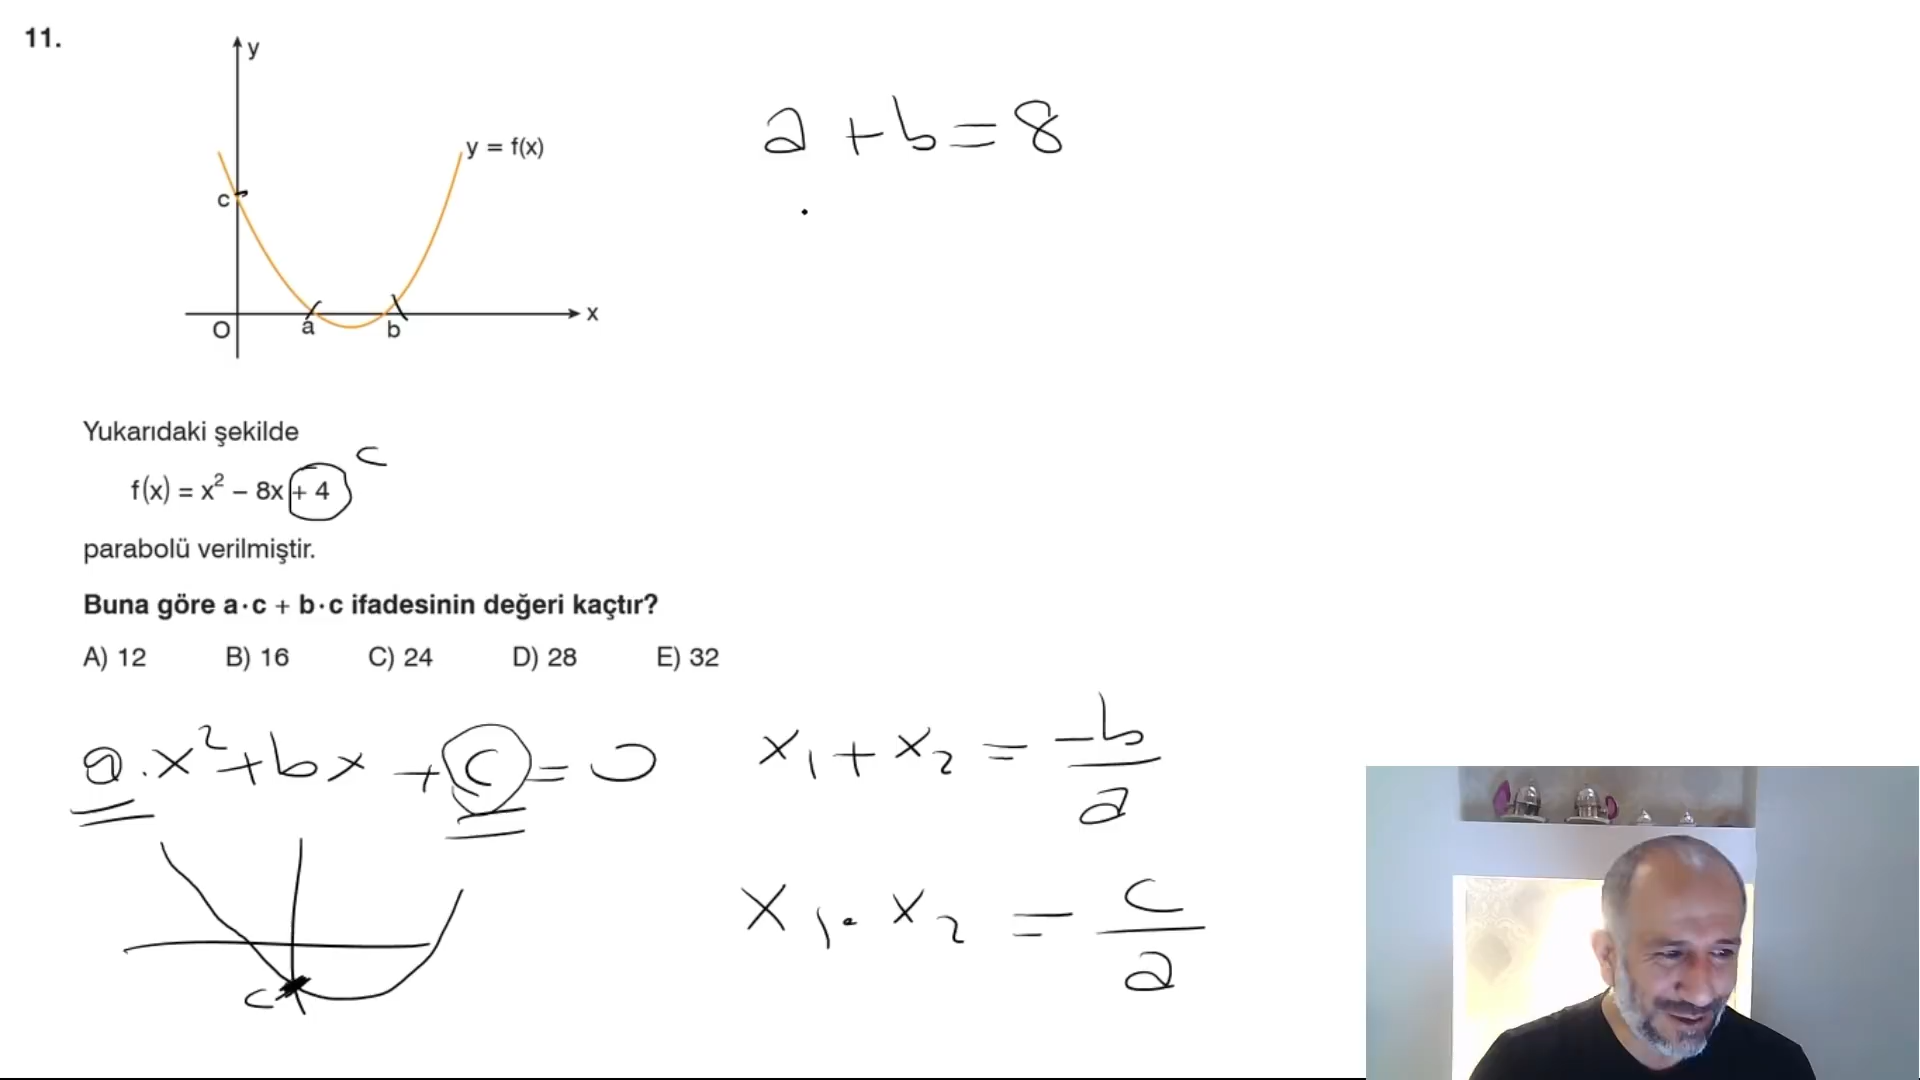 11.
y
y = f(x)
c
O
a
b
x
a + b = 8
Yukarıdaki şekilde
c
f(x) = x² – 8x + 4
parabolü verilmiştir.
Buna göre a·c + b·c ifadesinin değeri kaçtır?
A) 12 B) 16 C) 24 D) 28 E) 32
a.x² + bx + c = 0
x₁ + x₂ = -b/a
x₁ . x₂ = c/a
c